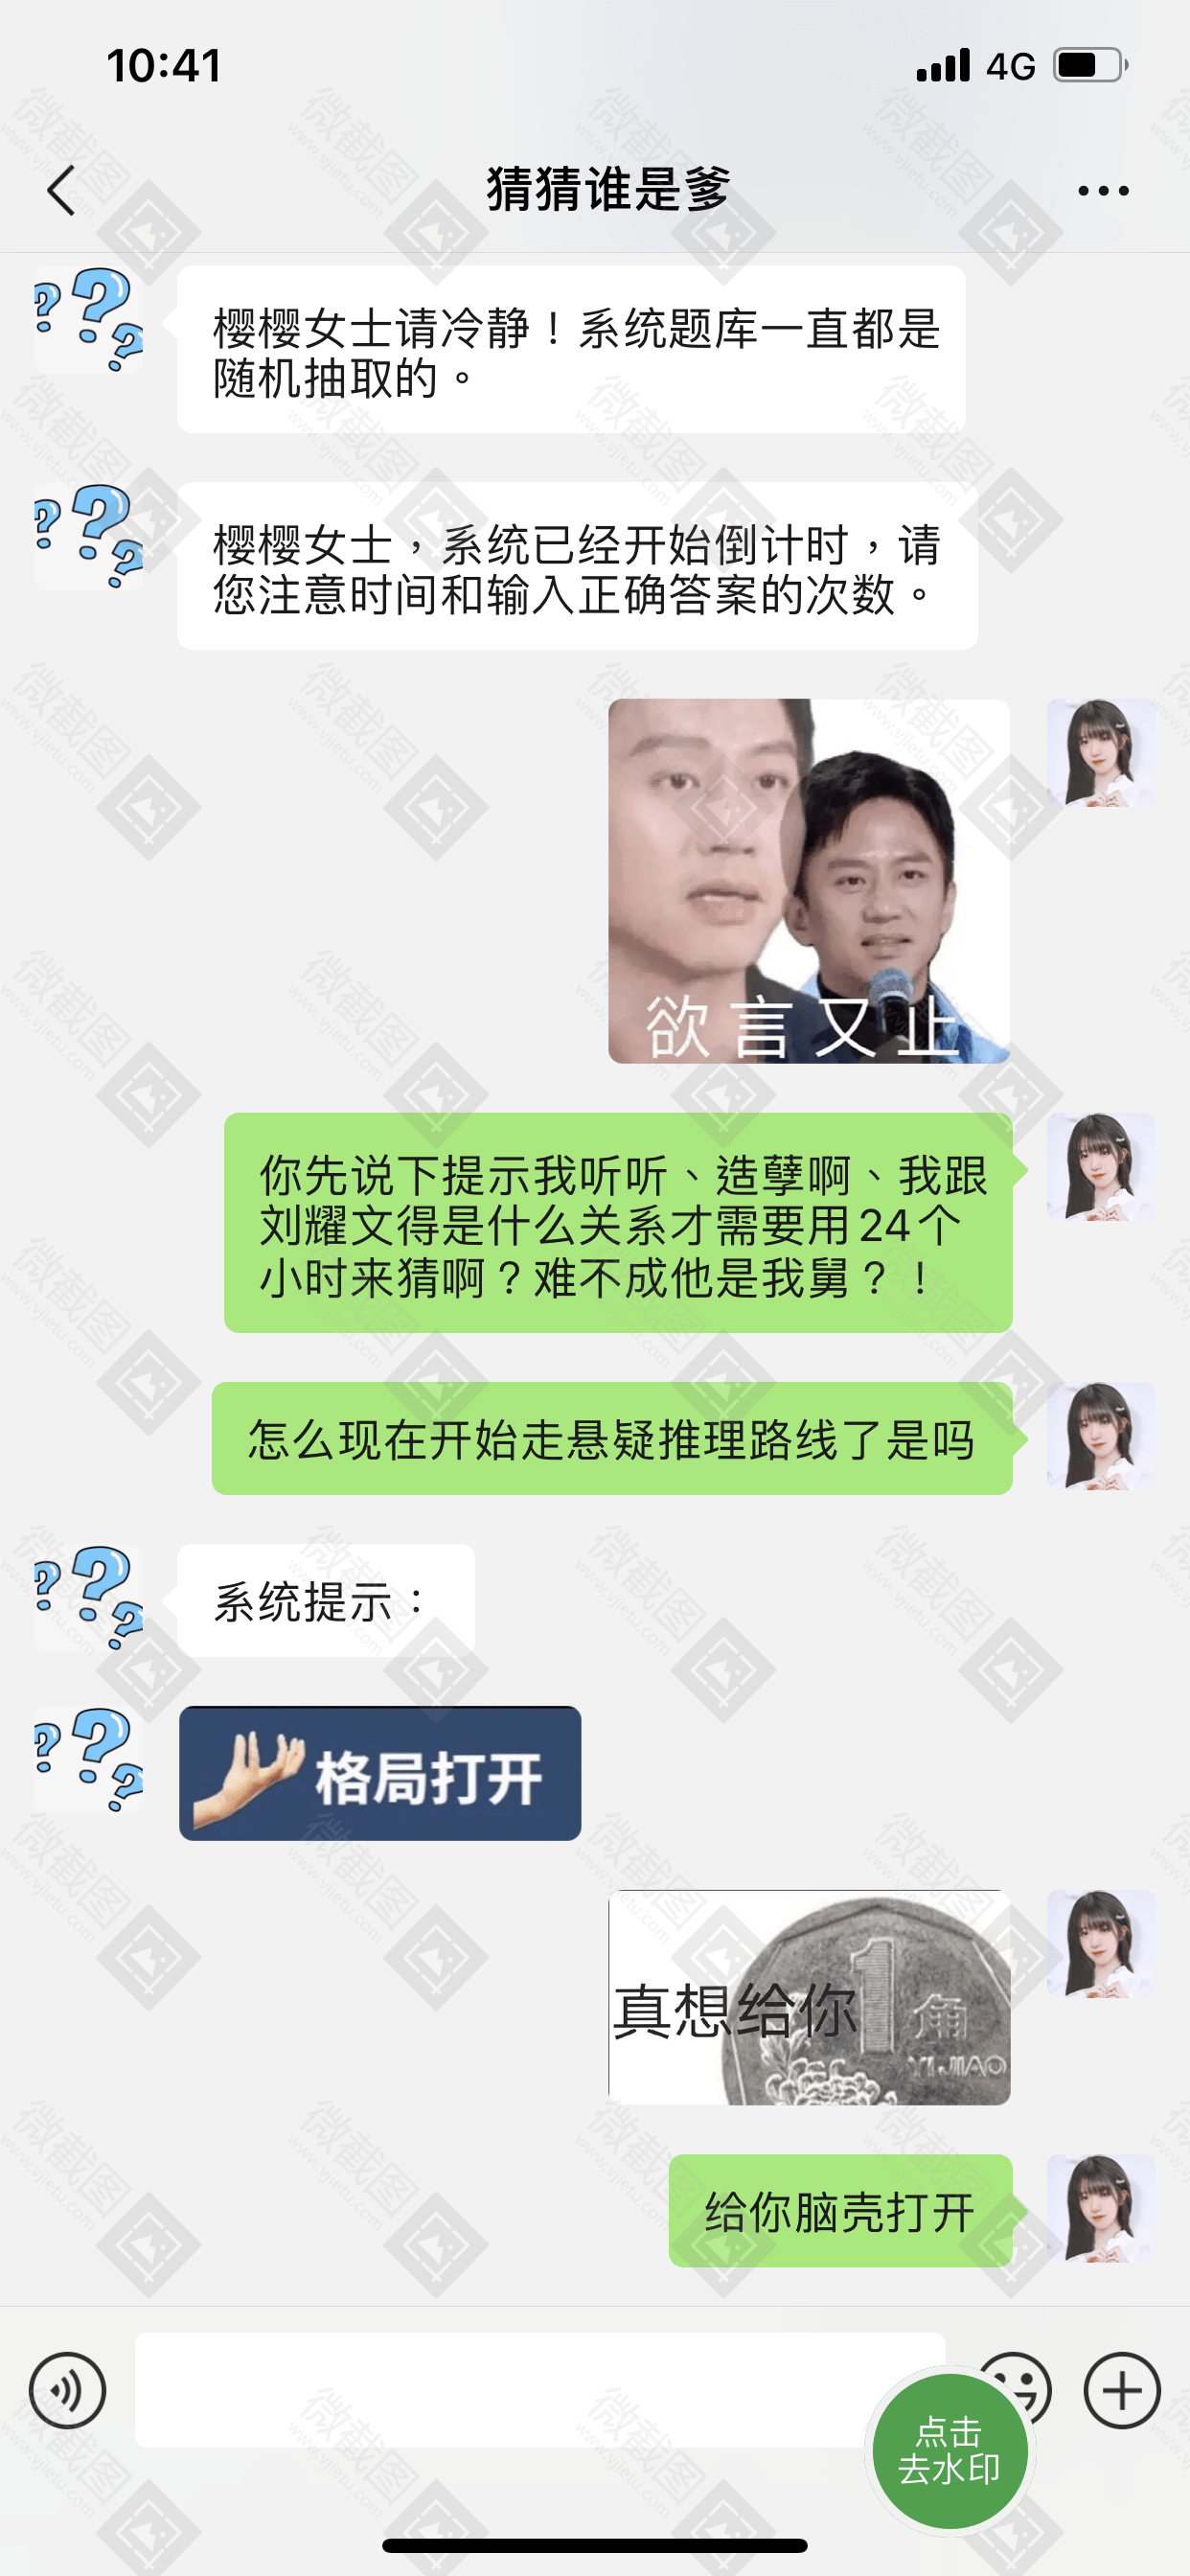 10:41
4G
猜猜谁是爹
樱樱女士请冷静！系统题库一直都是
随机抽取的。
樱樱女士，系统已经开始倒计时，请
您注意时间和输入正确答案的次数。
欲言又止
你先说下提示我听听、造孽啊、我跟
刘耀文得是什么关系才需要用24个
小时来猜啊？难不成他是我舅？！
怎么现在开始走悬疑推理路线了是吗
系统提示：
格局打开
真想给你
1角
YIJIAO
给你脑壳打开
点击
去水印
微截图
www.vjietu.com